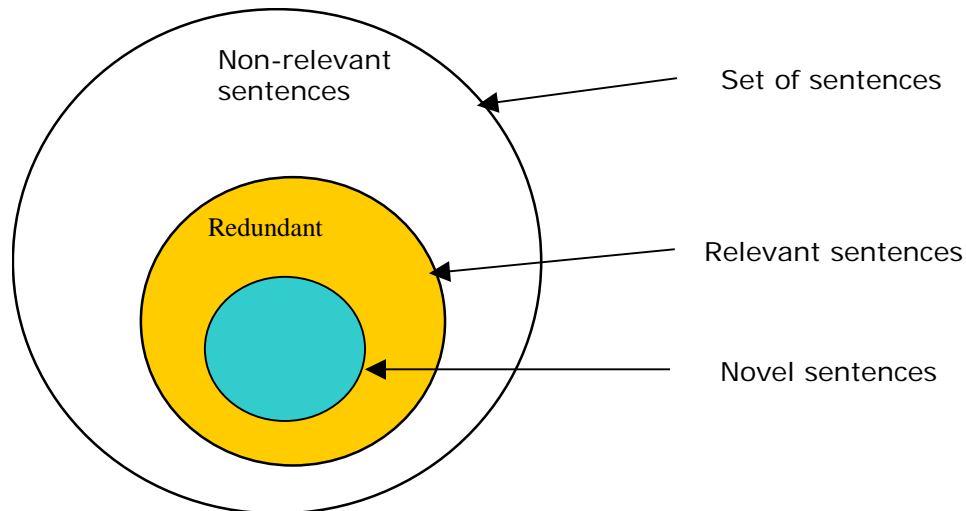 Non-relevant
sentences
Set of sentences
Redundant
Relevant sentences
Novel sentences